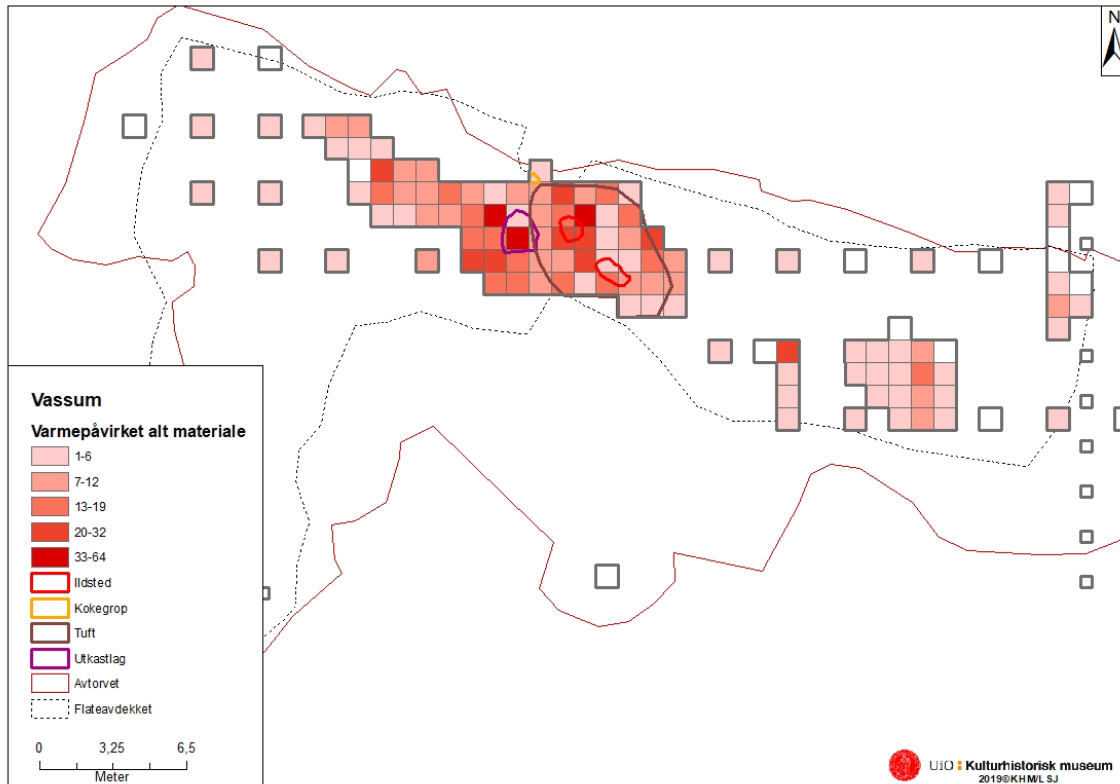 N
Vassum
Varmepåvirket alt materiale
1-6
7-12
13-19
20-32
33-64
Ildsted
Kokegrop
Tuft
Utkastlag
Avtorvet
Flateavdekket
0 3,25 6,5
Meter
UiO : Kulturhistorisk museum
2019©KHM/LSJ